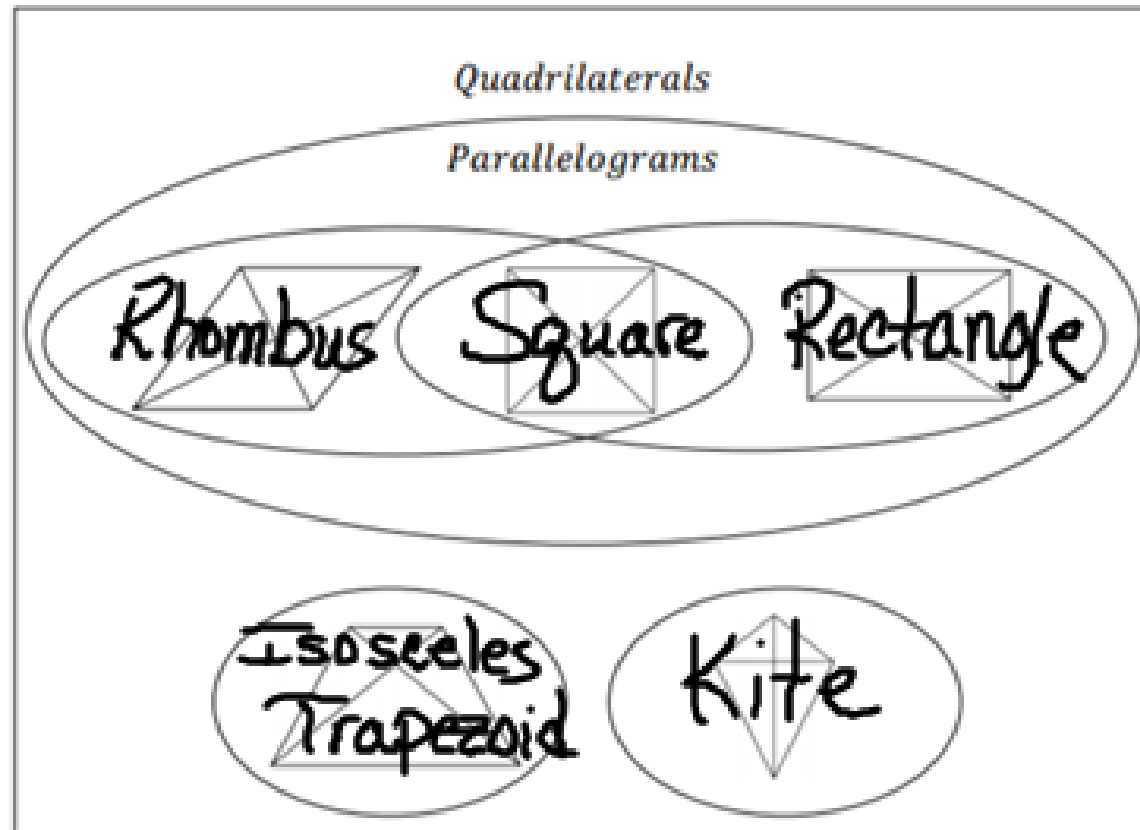 Quadrilaterals
Parallelograms
Rhombus Square Rectangle
Isosceles Kite
Trapezoid